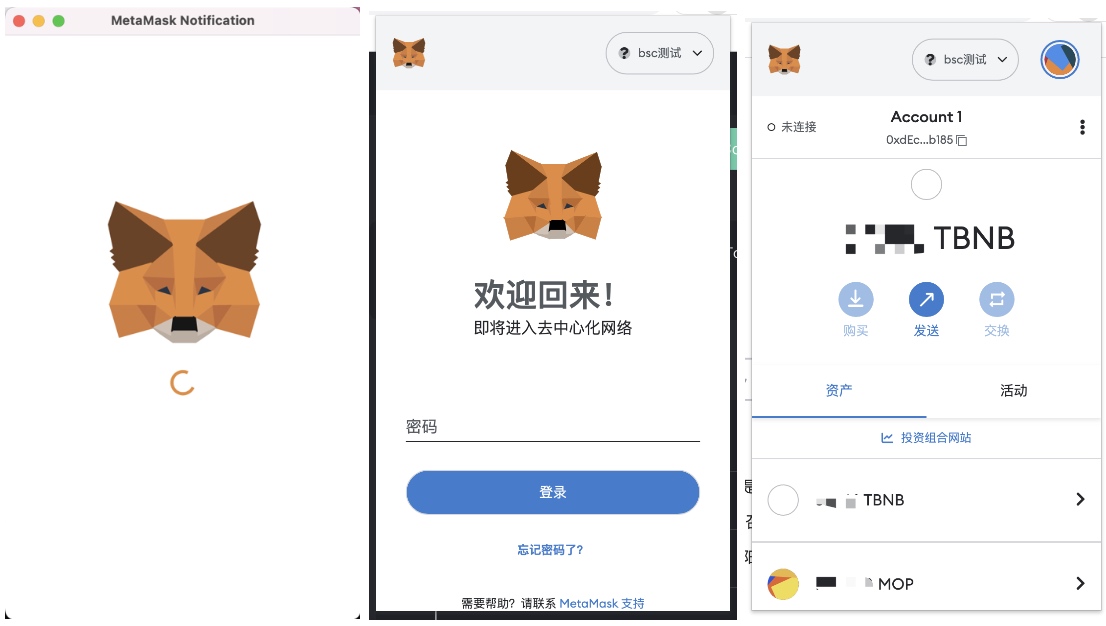 MetaMask Notification
bsc测试
欢迎回来！
即将进入去中心化网络
密码
登录
忘记密码了?
需要帮助？请联系 MetaMask 支持
bsc测试
未连接
Account 1
0xdEc...b185
TBNB
购买
发送
交换
资产
活动
投资组合网站
TBNB
MOP